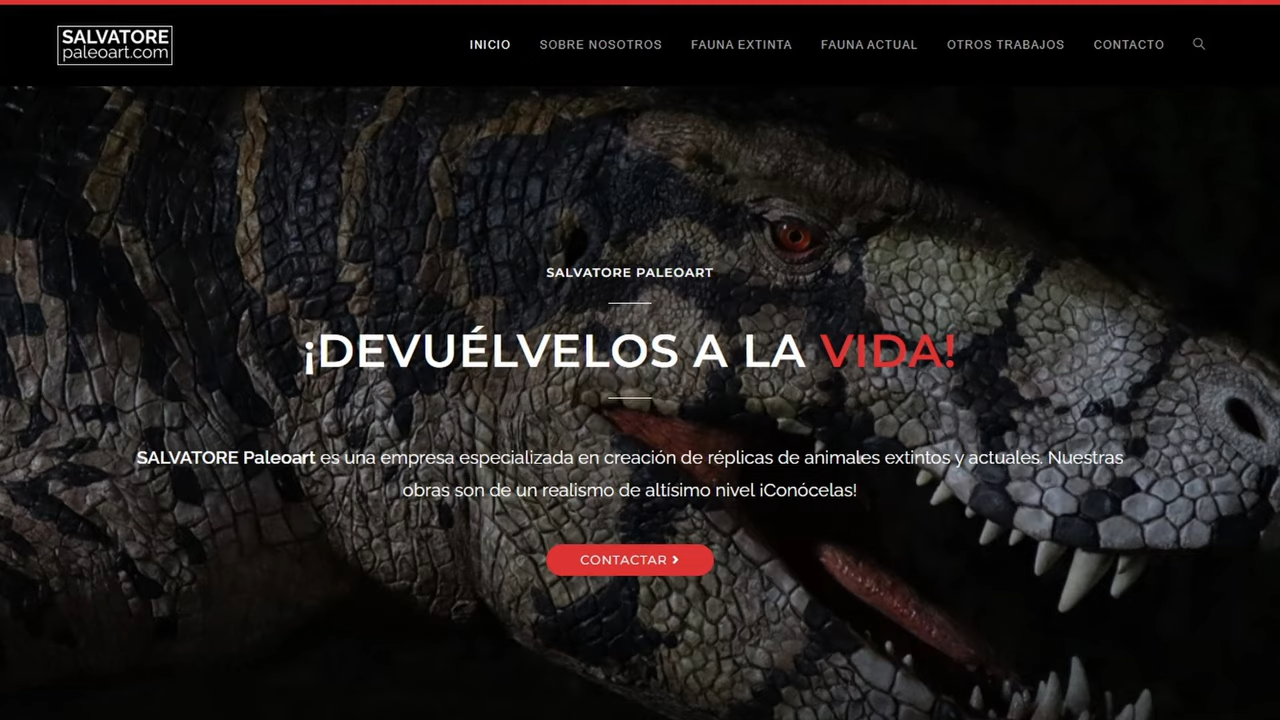 SALVATORE
paleoart.com
INICIO SOBRE NOSOTROS FAUNA EXTINTA FAUNA ACTUAL OTROS TRABAJOS CONTACTO
SALVATORE PALEOART
¡DEVUÉLVELOS A LA VIDA!
SALVATORE Paleoart es una empresa especializada en creación de réplicas de animales extintos y actuales. Nuestras
obras son de un realismo de altísimo nivel ¡Conócelas!
CONTACTAR